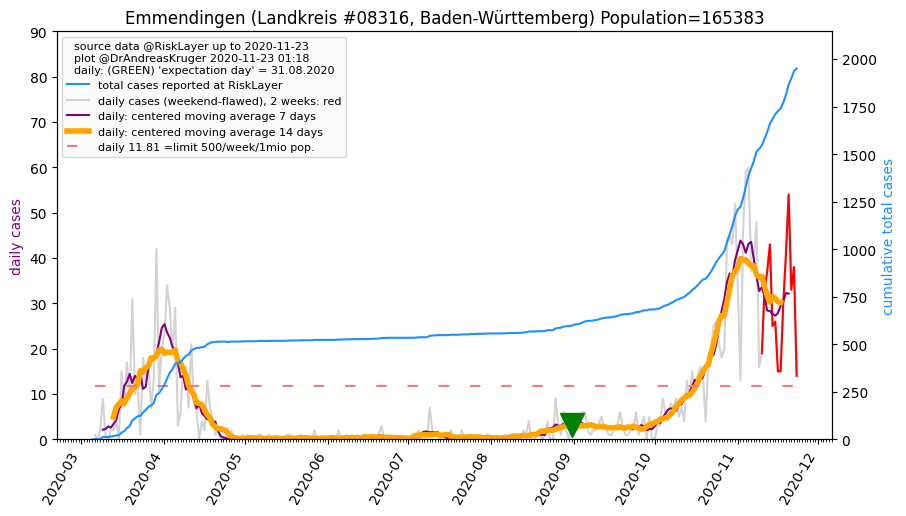 Emmendingen (Landkreis #08316, Baden-Württemberg) Population=165383
source data @RiskLayer up to 2020-11-23
plot @DrAndreasKruger 2020-11-23 01:18
daily: (GREEN) 'expectation day' = 31.08.2020
total cases reported at RiskLayer
daily cases (weekend-flawed), 2 weeks: red
daily: centered moving average 7 days
daily: centered moving average 14 days
daily 11.81 =limit 500/week/1mio pop.
daily cases
90
80
70
60
50
40
30
20
10
0
cumulative total cases
2000
1750
1500
1250
1000
750
500
250
0
2020-03
2020-04
2020-05
2020-06
2020-07
2020-08
2020-09
2020-10
2020-11
2020-12